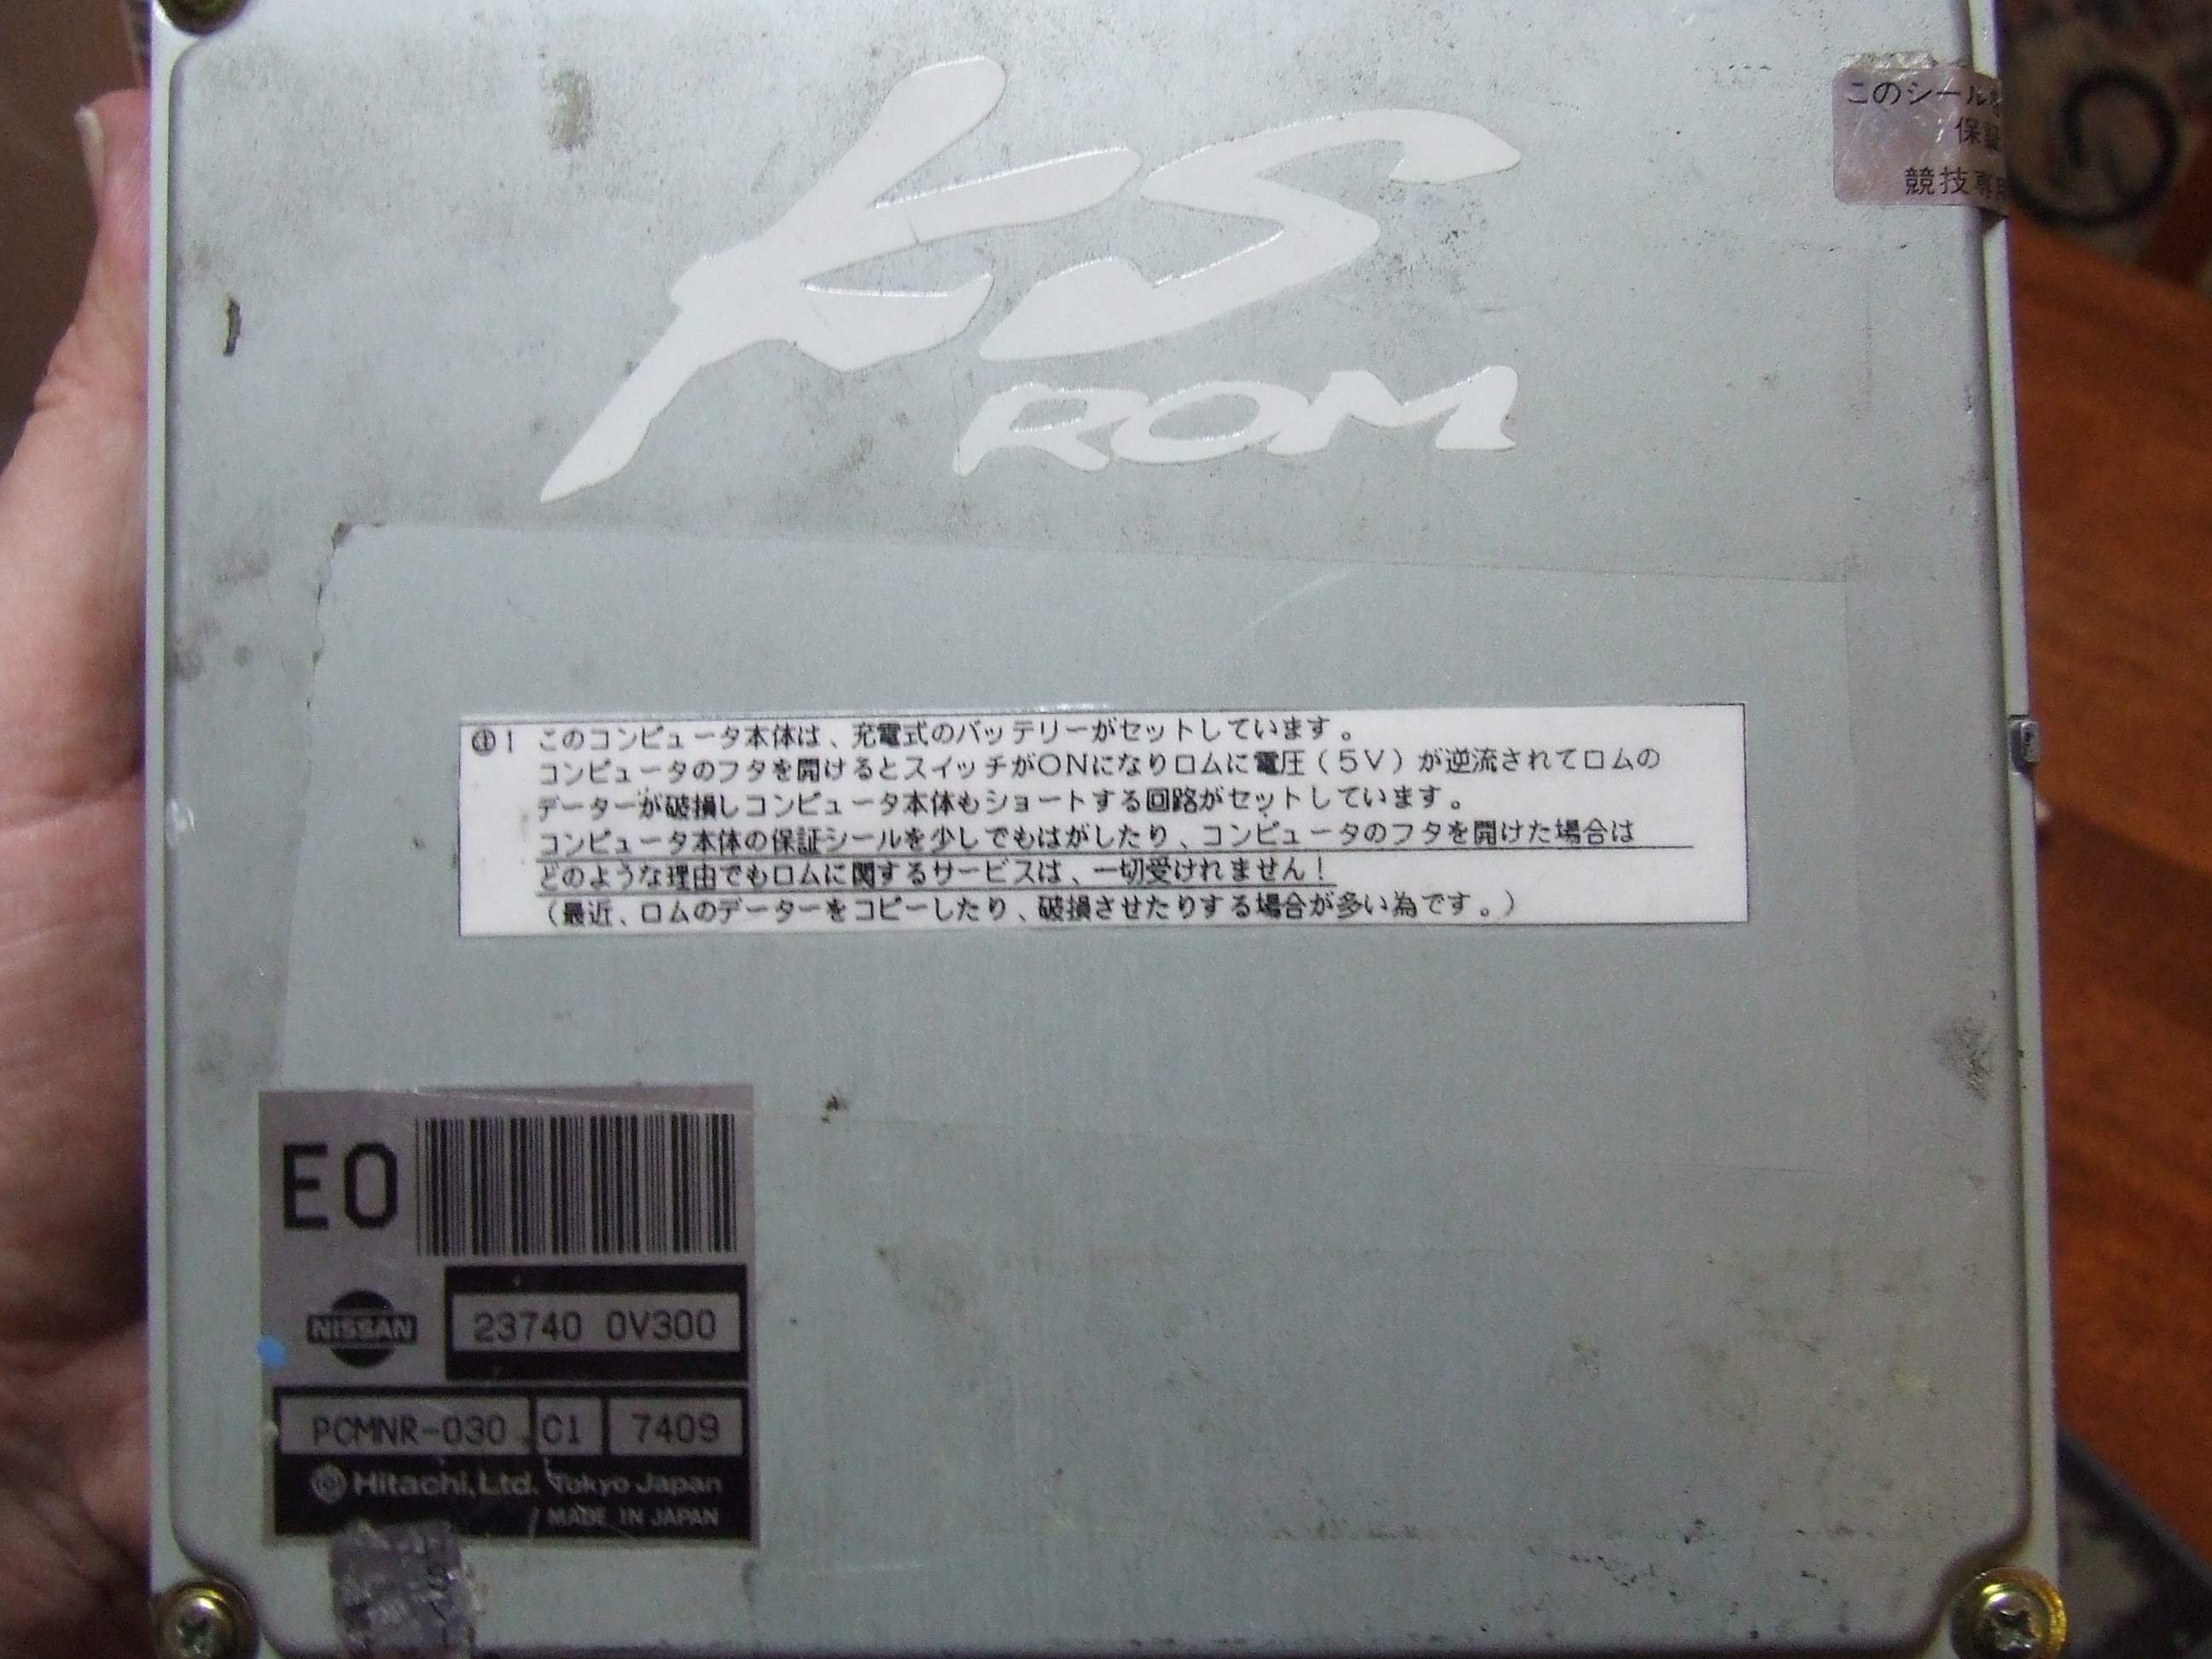 KS
ROM
このシール
保証
競技専
注1 このコンピュータ本体は、充電式のバッテリーがセットしています。
コンピュータのフタを開けるとスイッチがONになりロムに電圧(5V)が逆流されてロムの
データーが破損しコンピュータ本体もショートする回路がセットしています。
コンピュータ本体の保証シールを少しでもはがしたり、コンピュータのフタを開けた場合は
どのような理由でもロムに関するサービスは、一切受けれません!
(最近、ロムのデーターをコピーしたり、破損させたりする場合が多い為です。)
E0
NISSAN
23740 0V300
PCMNR-030 C1 7409
Hitachi,Ltd. Tokyo Japan
MADE IN JAPAN